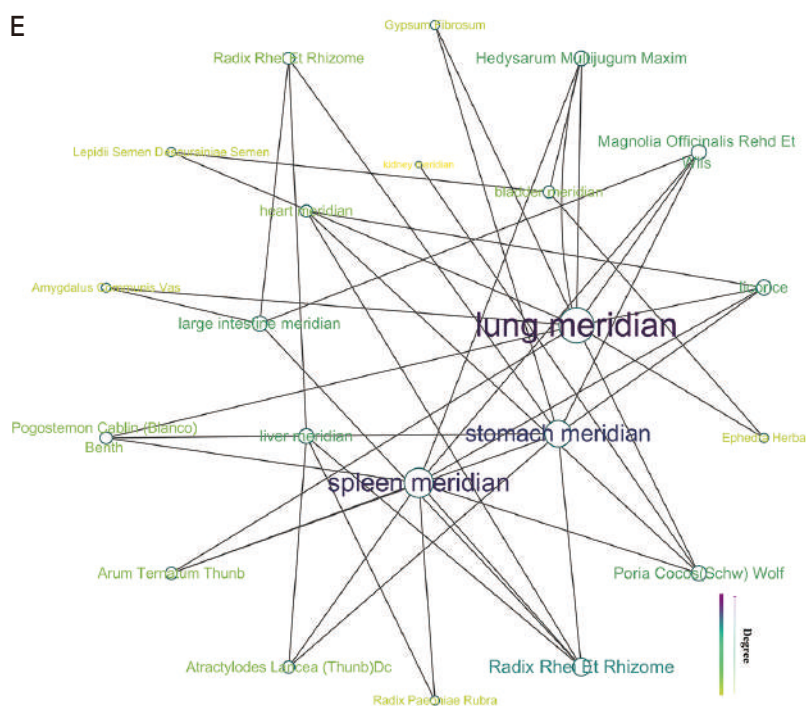 E
Gypsum Fibrosum
Radix Rhei Et Rhizome
Hedysarum Multijugum Maxim
Magnolia Officinalis Rehd Et
Wils
Lepidii Semen Descurainiae Semen
kidney meridian
bladder meridian
heart meridian
Amygdalus Communis Vas
licorice
large intestine meridian
lung meridian
Pogostemon Cablin (Blanco)
Benth
liver meridian
stomach meridian
Ephedra Herba
spleen meridian
Arum Ternatum Thunb
Poria Cocos(Schw) Wolf
Degree
Atractylodes Lancea (Thunb)Dc
Radix Rhei Et Rhizome
Radix Paeoniae Rubra